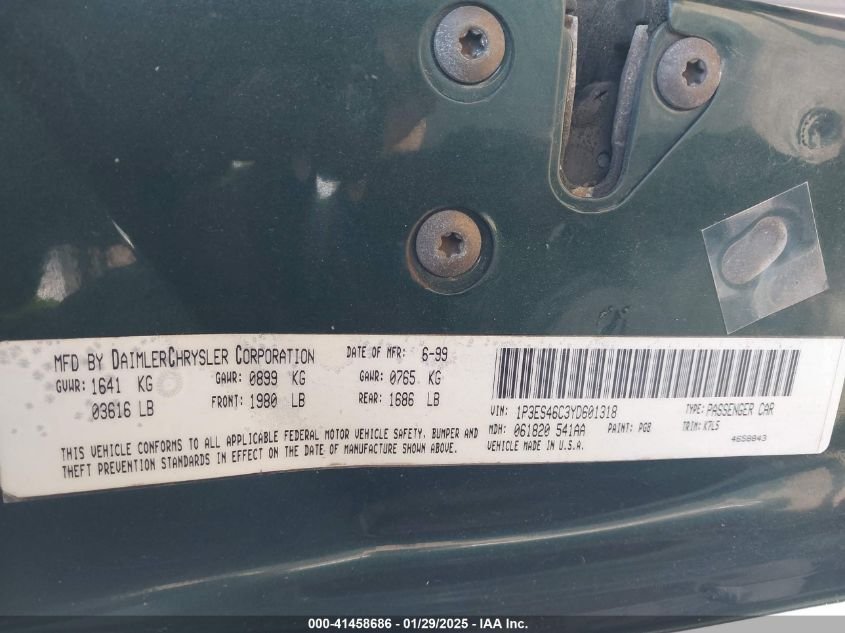 MFD BY DAIMLERCHRYSLER CORPORATION DATE OF MFR: 6-99
GVWR: 1641 KG GAWR: 0899 KG GAWR: 0765 KG
03616 LB FRONT: 1980 LB REAR: 1686 LB
THIS VEHICLE CONFORMS TO ALL APPLICABLE FEDERAL MOTOR VEHICLE SAFETY, BUMPER AND
THEFT PREVENTION STANDARDS IN EFFECT ON THE DATE OF MANUFACTURE SHOWN ABOVE.
VIN: 1P3ES46C3YD601318 TYPE: PASSENGER CAR
MDH: 061820 541AA PAINT: PGB TRIM: K7L5
VEHICLE MADE IN U.S.A. 4658843
000-41458686 - 01/29/2025 - IAA Inc.